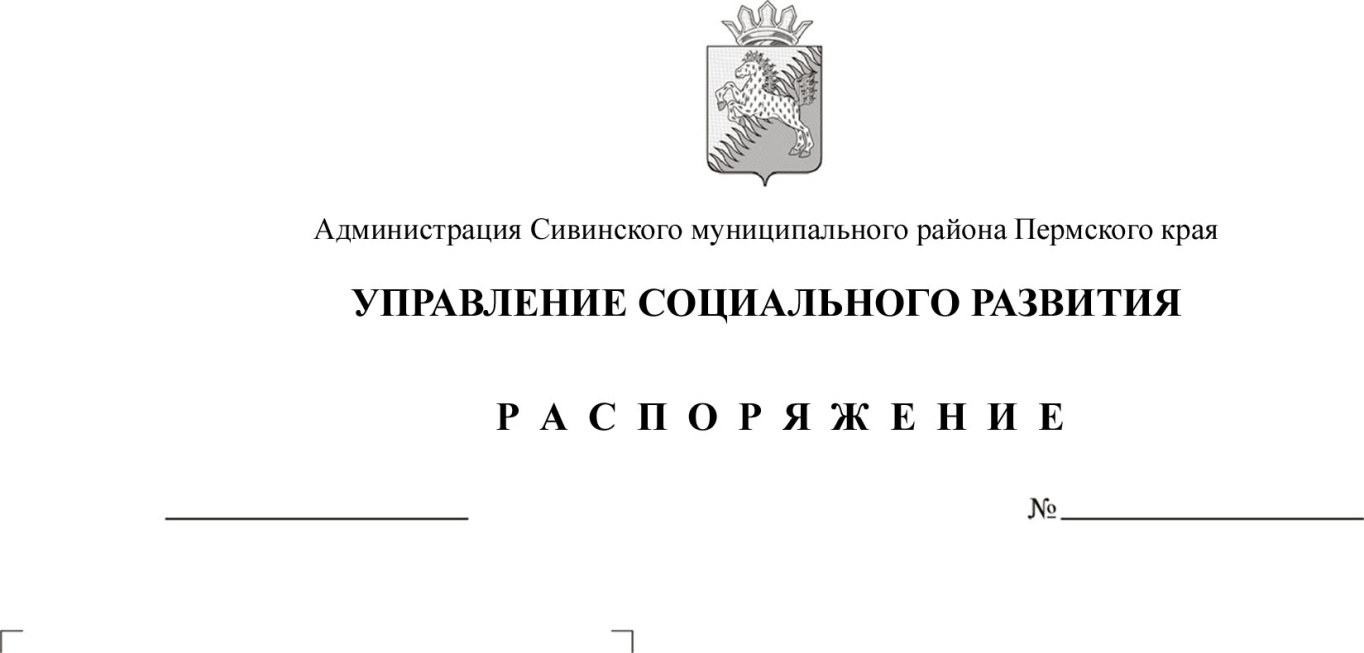 Администрация Сивинского муниципального района Пермского края
УПРАВЛЕНИЕ СОЦИАЛЬНОГО РАЗВИТИЯ
Р А С П О Р Я Ж Е Н И Е
№